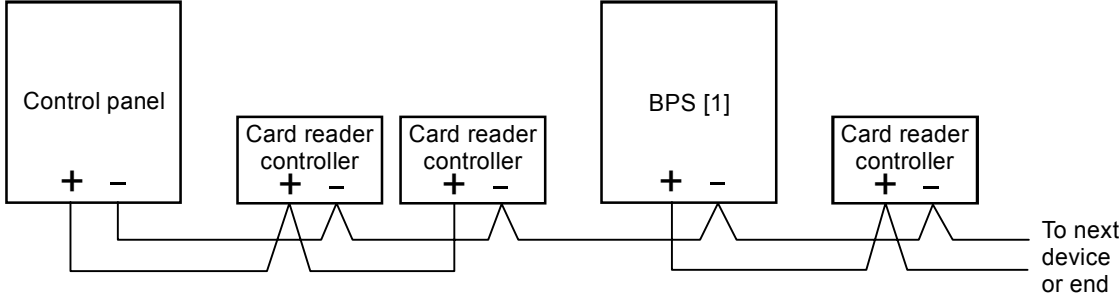 Control panel
+ –
Card reader
controller
+ –
Card reader
controller
+ –
BPS [1]
+ –
Card reader
controller
+ –
To next
device
or end